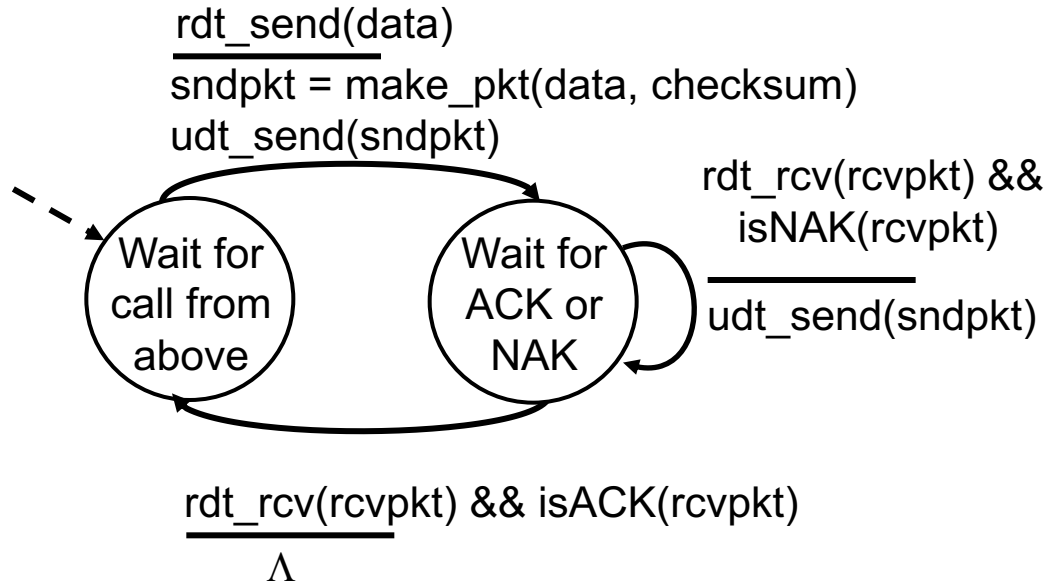 rdt_send(data)
sndpkt = make_pkt(data, checksum)
udt_send(sndpkt)
rdt_rcv(rcvpkt) &&
isNAK(rcvpkt)
udt_send(sndpkt)
Wait for
call from
above
Wait for
ACK or
NAK
rdt_rcv(rcvpkt) && isACK(rcvpkt)
Λ